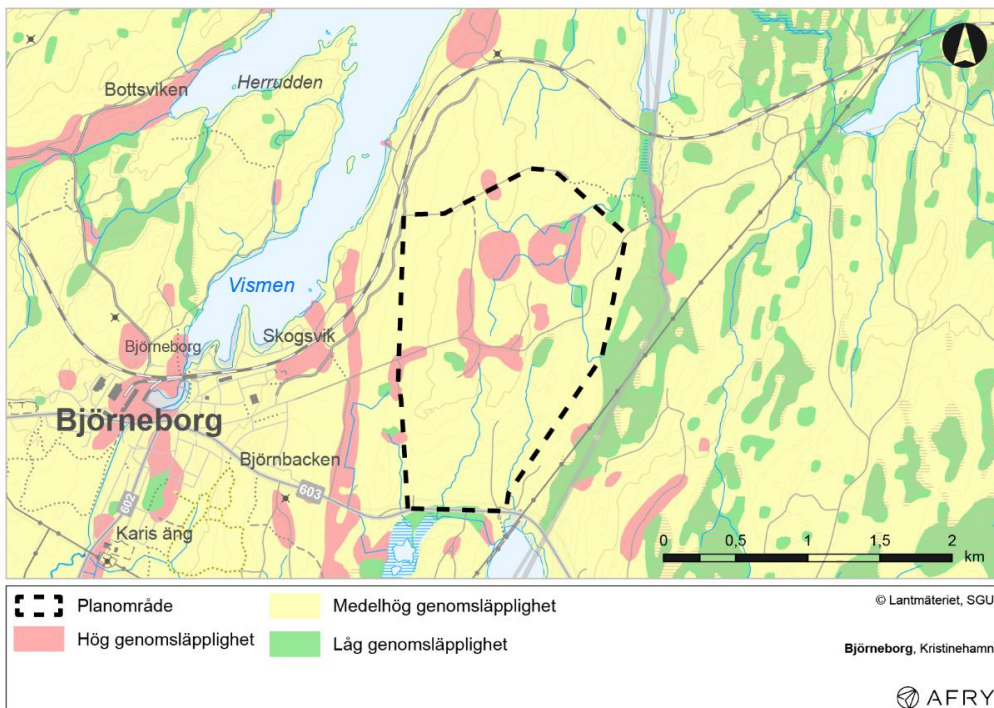 Bottsviken
Herrudden
Vismen
Skogsvik
Björneborg
Björneborg
Björnbacken
603
602
Karis äng
0 0,5 1 1,5 2
km
Planområde
Hög genomsläpplighet
Medelhög genomsläpplighet
Låg genomsläpplighet
© Lantmäteriet, SGU
Björneborg, Kristinehamn
AFRY